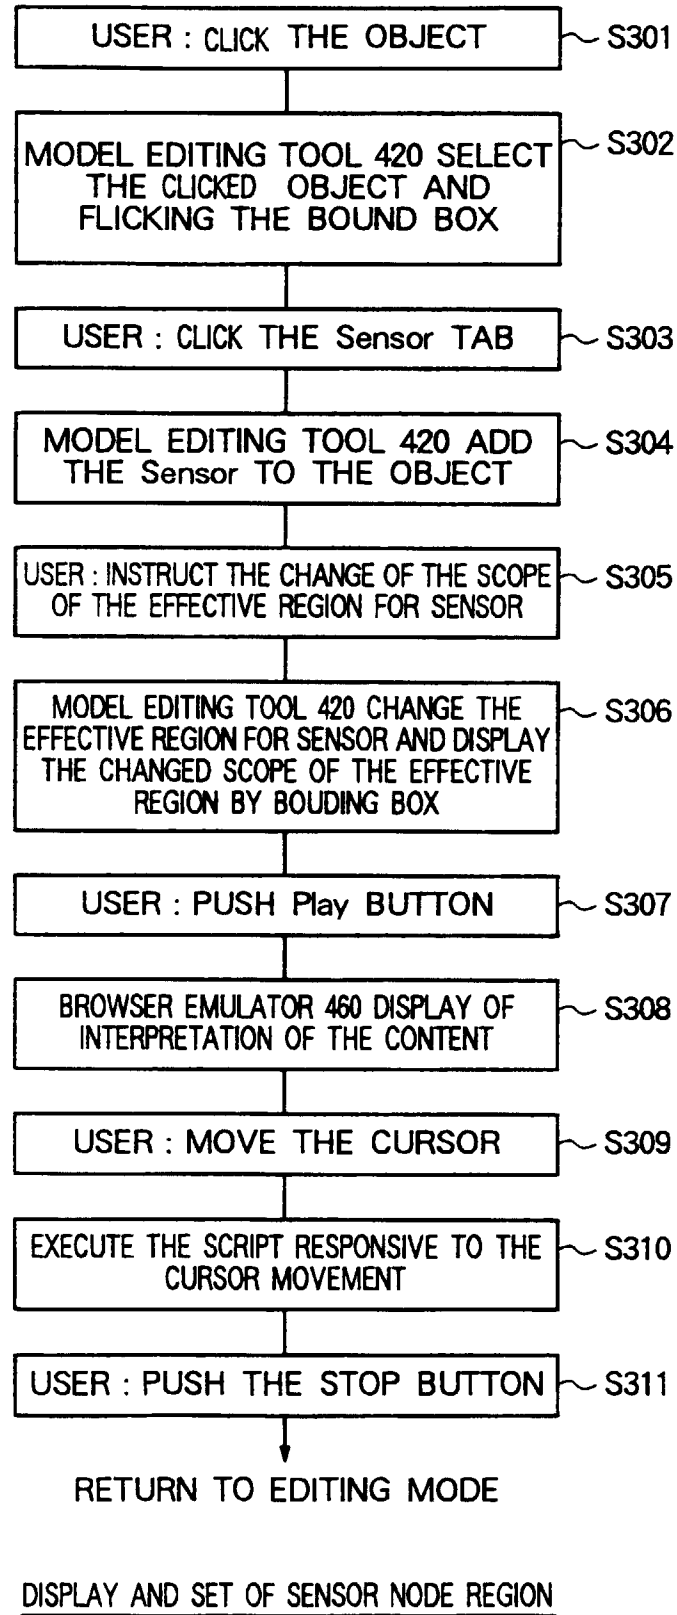 USER : CLICK THE OBJECT
S301
MODEL EDITING TOOL 420 SELECT
THE CLICKED OBJECT AND
FLICKING THE BOUND BOX
S302
USER : CLICK THE Sensor TAB
S303
MODEL EDITING TOOL 420 ADD
THE Sensor TO THE OBJECT
S304
USER : INSTRUCT THE CHANGE OF THE SCOPE
OF THE EFFECTIVE REGION FOR SENSOR
S305
MODEL EDITING TOOL 420 CHANGE THE
EFFECTIVE REGION FOR SENSOR AND DISPLAY
THE CHANGED SCOPE OF THE EFFECTIVE
REGION BY BOUDING BOX
S306
USER : PUSH Play BUTTON
S307
BROWSER EMULATOR 460 DISPLAY OF
INTERPRETATION OF THE CONTENT
S308
USER : MOVE THE CURSOR
S309
EXECUTE THE SCRIPT RESPONSIVE TO THE
CURSOR MOVEMENT
S310
USER : PUSH THE STOP BUTTON
S311
RETURN TO EDITING MODE
DISPLAY AND SET OF SENSOR NODE REGION